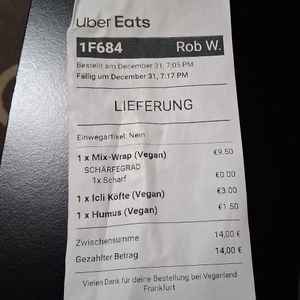 Uber Eats
1F684 Rob W.
Bestellt am December 31, 7:05 PM
Fällig um December 31, 7:17 PM
LIEFERUNG
Einwegartikel: Nein
1 x Mix-Wrap (Vegan) €9.50
SCHÄRFEGRAD
1 x Scharf €0.00
1 x Icli Köfte (Vegan) €3.00
1 x Humus (Vegan) €1.50
Zwischensumme 14,00 €
Gezahlter Betrag 14,00 €
Vielen Dank für deine Bestellung bei Veganland
Frankfurt